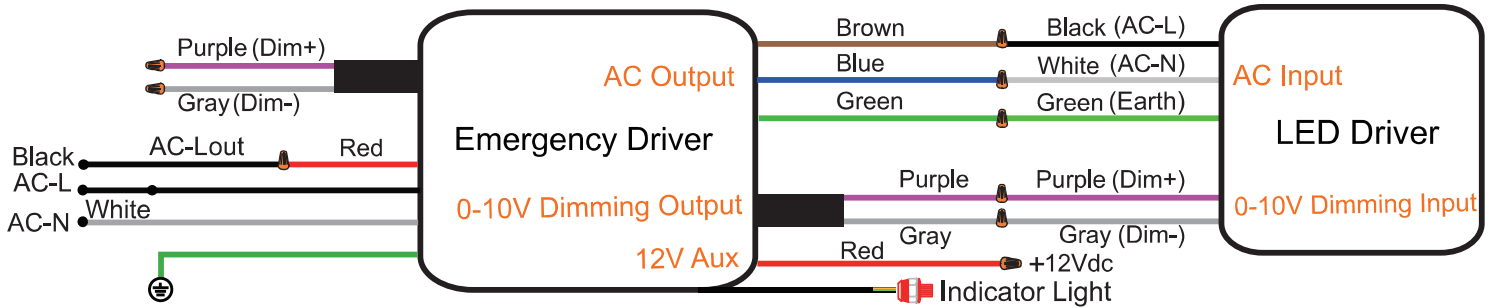 Purple (Dim+)
Gray (Dim-)
Black
AC-Lout
Red
AC-L
White
AC-N
AC Output
Emergency Driver
0-10V Dimming Output
12V Aux
Brown
Black (AC-L)
Blue
White (AC-N)
Green
Green (Earth)
Purple
Purple (Dim+)
Gray
Gray (Dim-)
Red
+12Vdc
Indicator Light
AC Input
LED Driver
0-10V Dimming Input